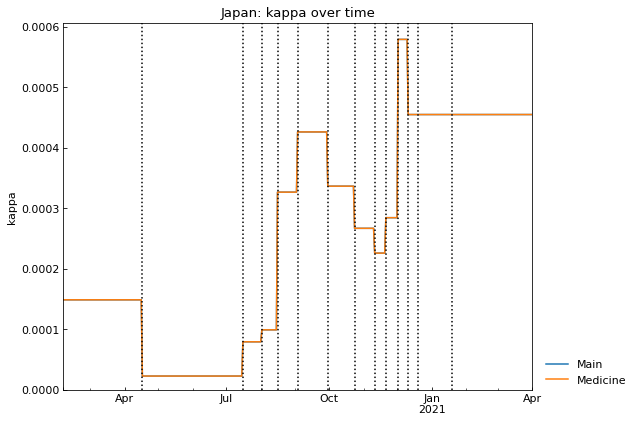 Japan: kappa over time
0.0006
0.0005
0.0004
0.0003
0.0002
0.0001
0.0000
kappa
Apr
Jul
Oct
Jan
2021
Apr
Main
Medicine